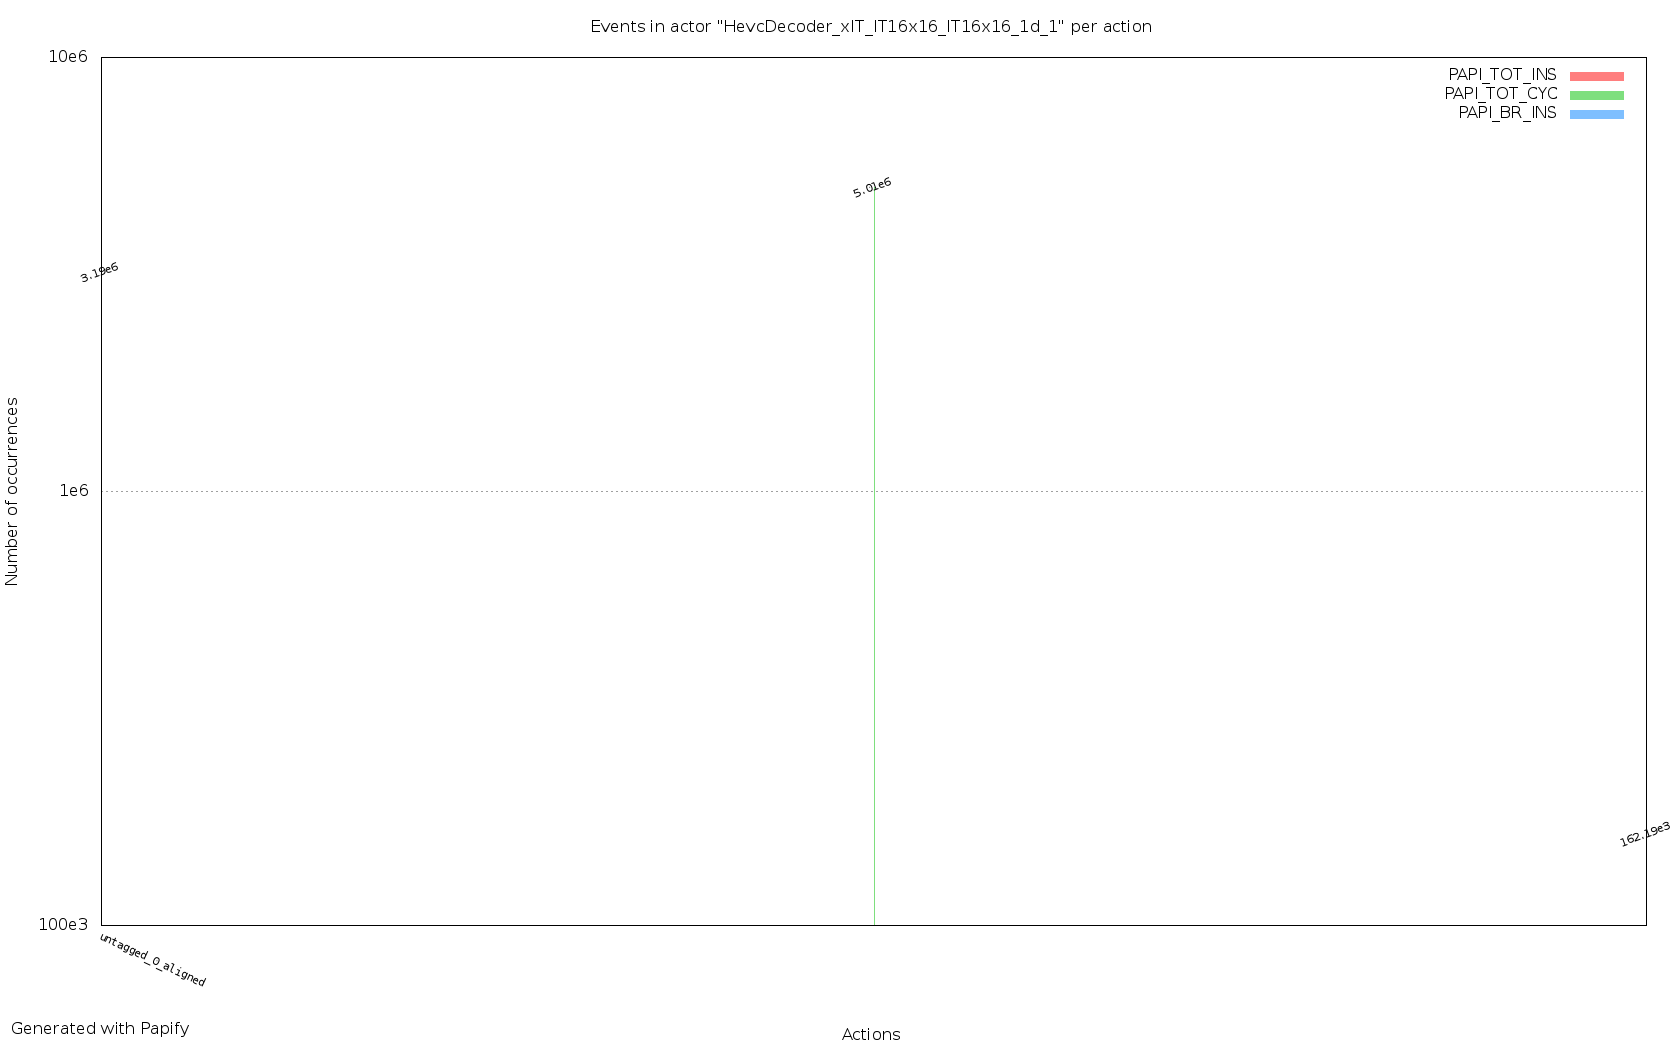 Events in actor "HevcDecoder_xIT_IT16x16_IT16x16_1d_1" per action
10e6
PAPI_TOT_INS
PAPI_TOT_CYC
PAPI_BR_INS
5.01e6
3.19e6
Number of occurrences
1e6
162.19e3
100e3
untagged_0_aligned
Generated with Papify
Actions